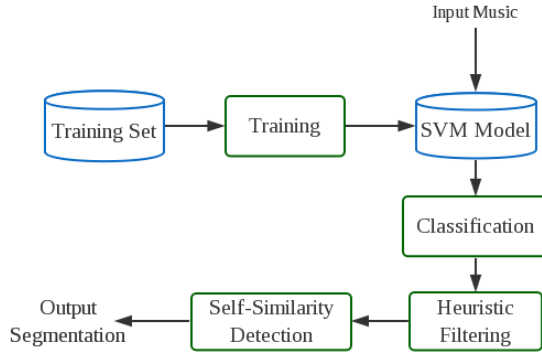 Input Music
Training Set
Training
SVM Model
Classification
Heuristic
Filtering
Self-Similarity
Detection
Output
Segmentation